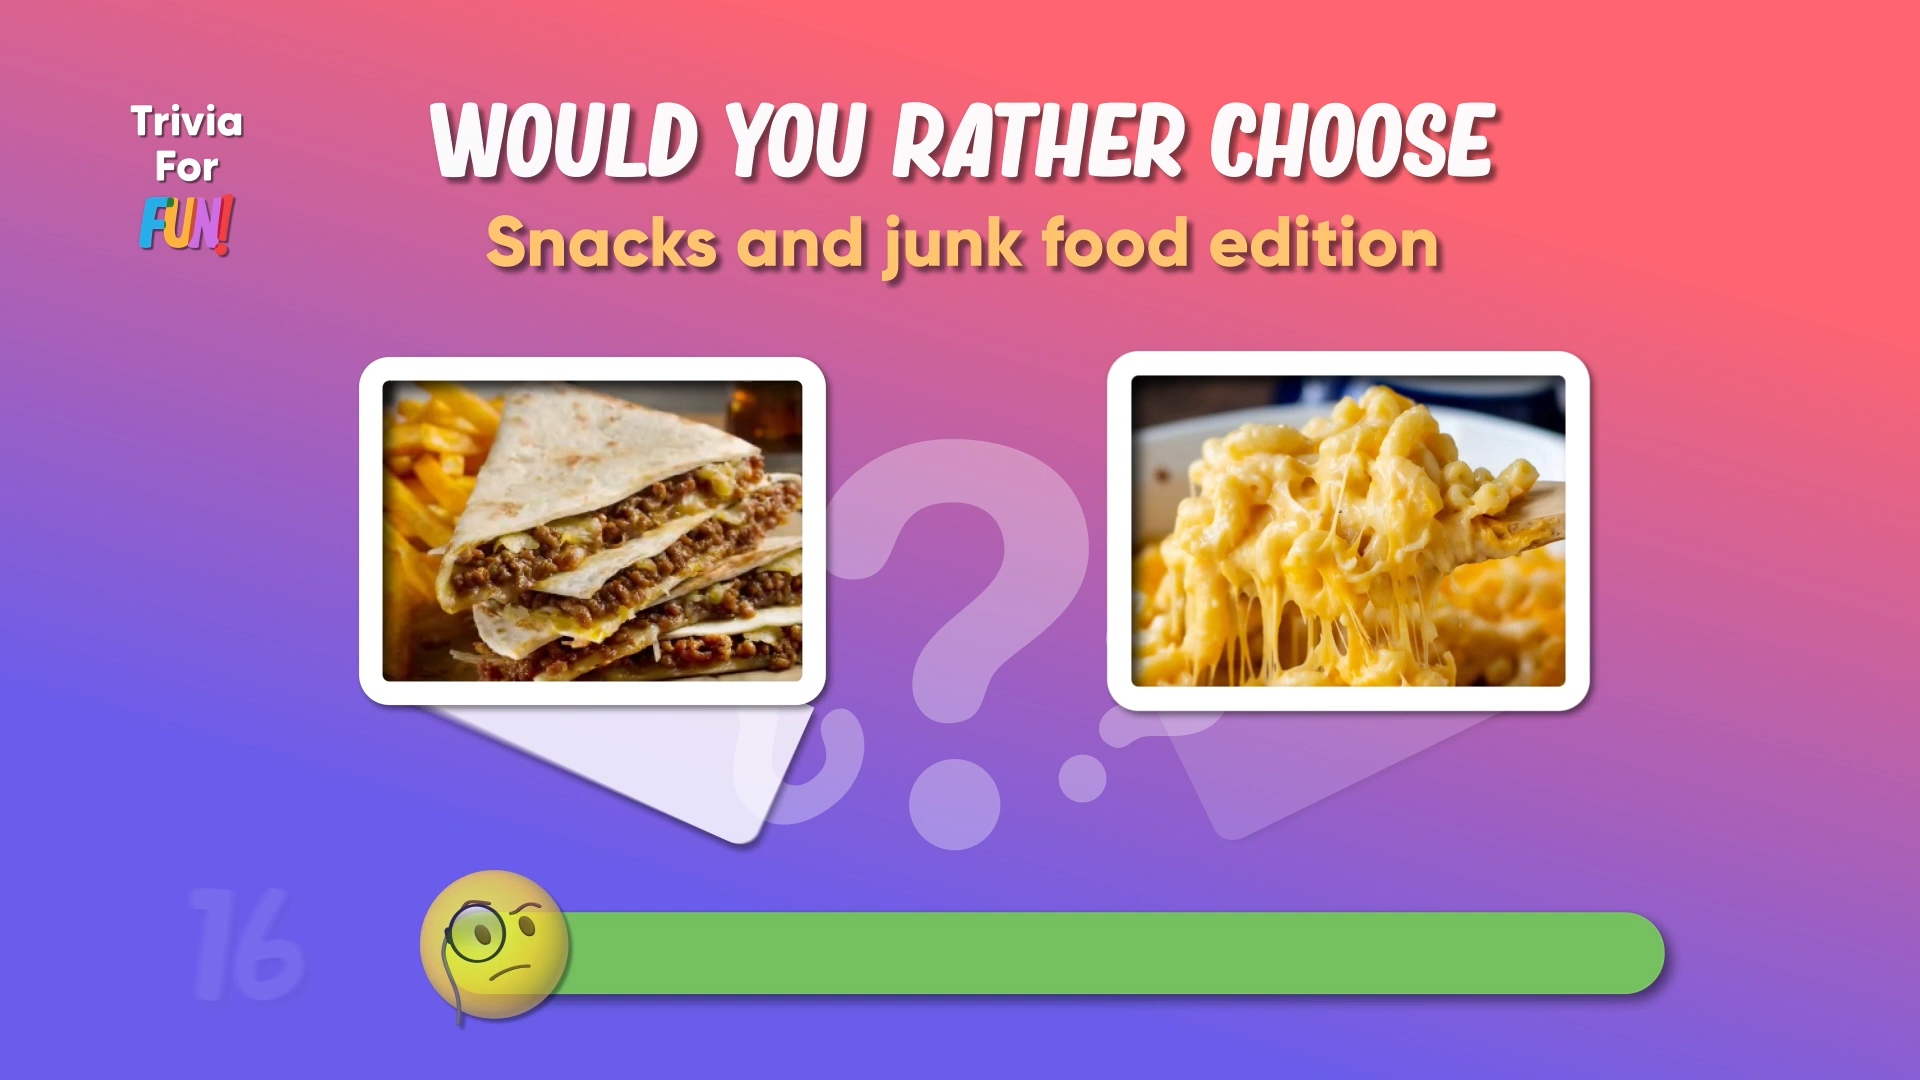 Trivia
For
FUN!
WOULD YOU RATHER CHOOSE
Snacks and junk food edition
16